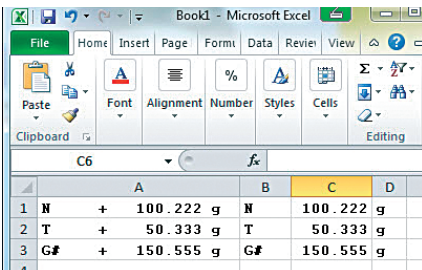 Book1 - Microsoft Excel
File Home Insert Page Formu Data Review View
Paste Font Alignment Number Styles Cells
Clipboard Editing
C6 fx
A B C D
1 N + 100.222 g N 100.222 g
2 T + 50.333 g T 50.333 g
3 G# + 150.555 g G# 150.555 g